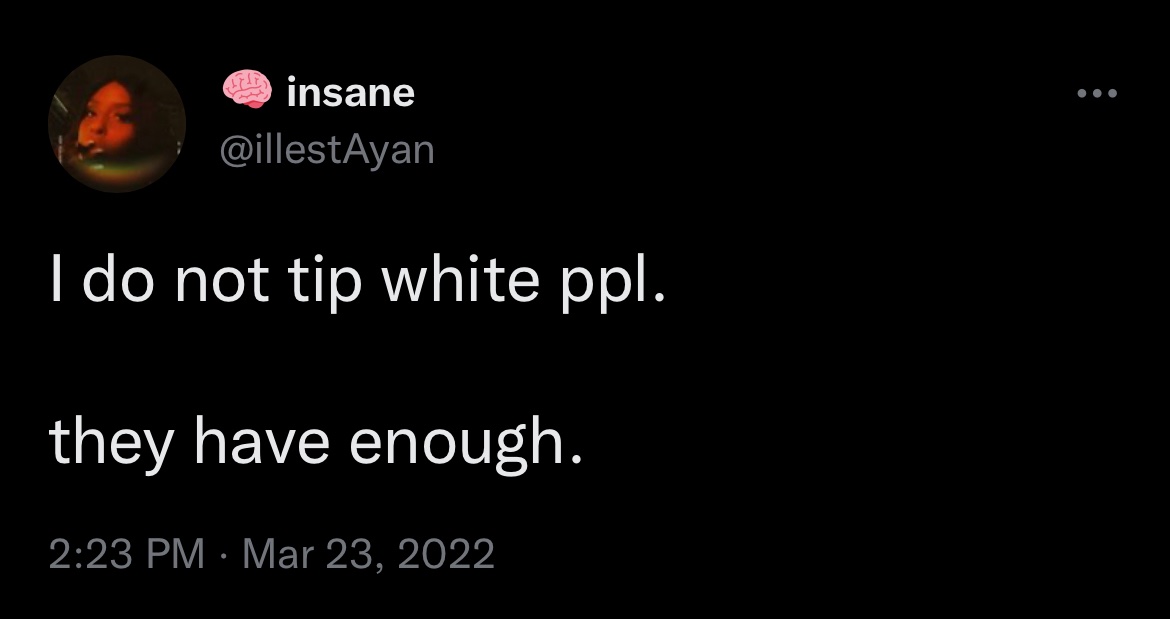 🧠 insane
@illestAyan
I do not tip white ppl.
they have enough.
2:23 PM · Mar 23, 2022